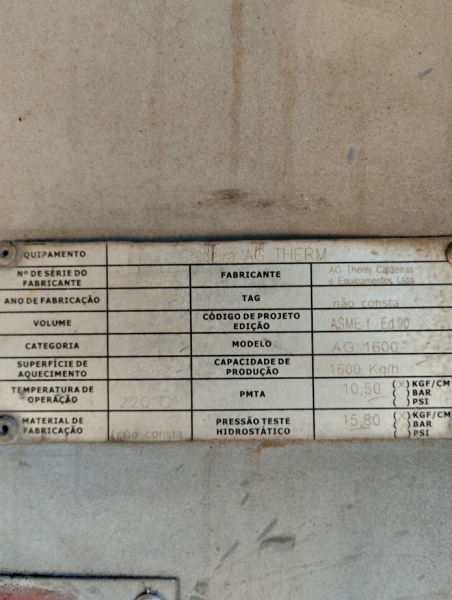 QUIPAMENTO AG THERM
Nº DE SÉRIE DO FABRICANTE FABRICANTE AG Therm Caldeiras e Equipamentos Ltda
ANO DE FABRICAÇÃO TAG não consta
VOLUME CÓDIGO DE PROJETO EDIÇÃO ASME I Ed 90
CATEGORIA MODELO AG 1600
SUPERFÍCIE DE AQUECIMENTO CAPACIDADE DE PRODUÇÃO 1600 Kg/h
TEMPERATURA DE OPERAÇÃO PMTA 10,50 (X) KGF/CM ( ) BAR ( ) PSI
MATERIAL DE FABRICAÇÃO não consta PRESSÃO TESTE HIDROSTÁTICO 15,80 (X) KGF/CM ( ) BAR ( ) PSI